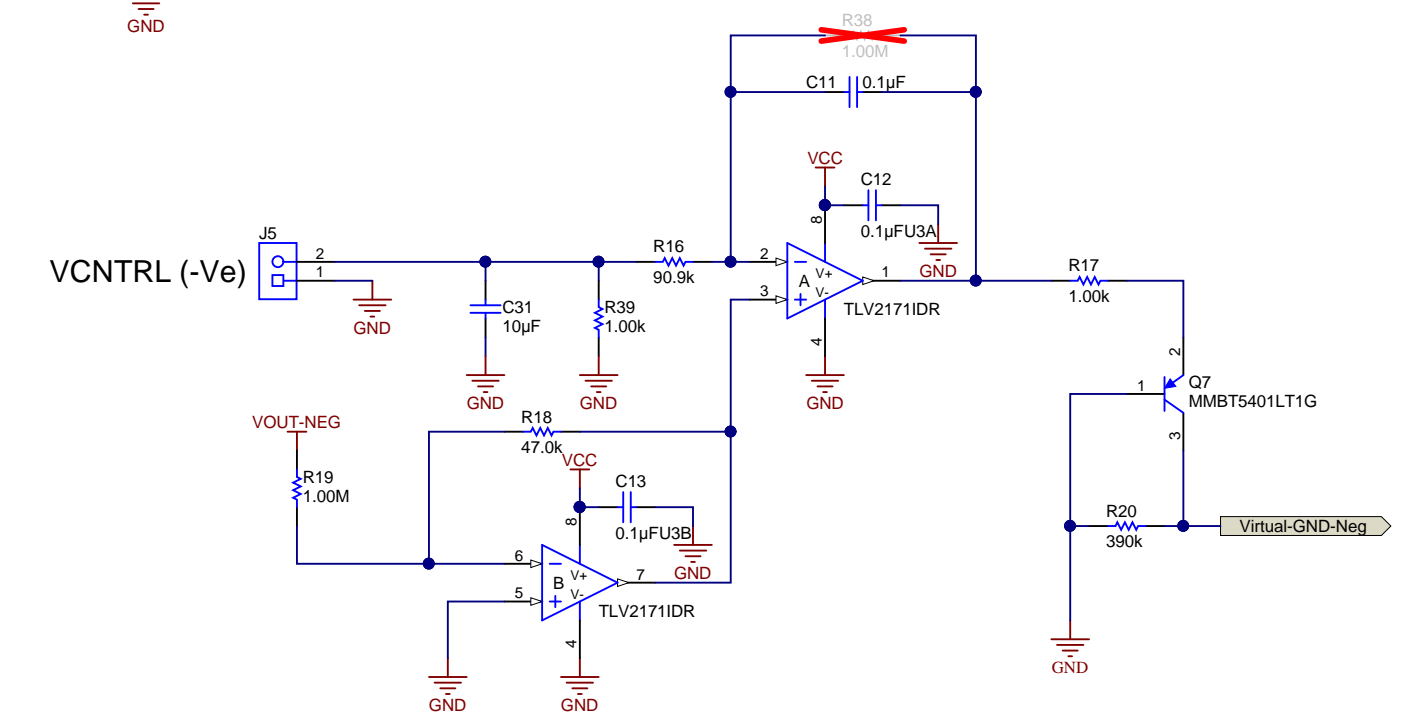 GND
R38
1.00M
C11
0.1µF
VCC
C12
8
0.1µFU3A
GND
J5
VCNTRL (-Ve)
2
1
GND
R16
90.9k
2
3
A
V+
V-
1
TLV2171IDR
4
GND
R17
1.00k
C31
10µF
GND
R39
1.00k
GND
2
1
Q7
MMBT5401LT1G
3
VOUT-NEG
R18
47.0k
R19
1.00M
VCC
C13
8
0.1µFU3B
GND
6
5
B
V+
V-
7
TLV2171IDR
4
GND
GND
R20
390k
Virtual-GND-Neg
GND